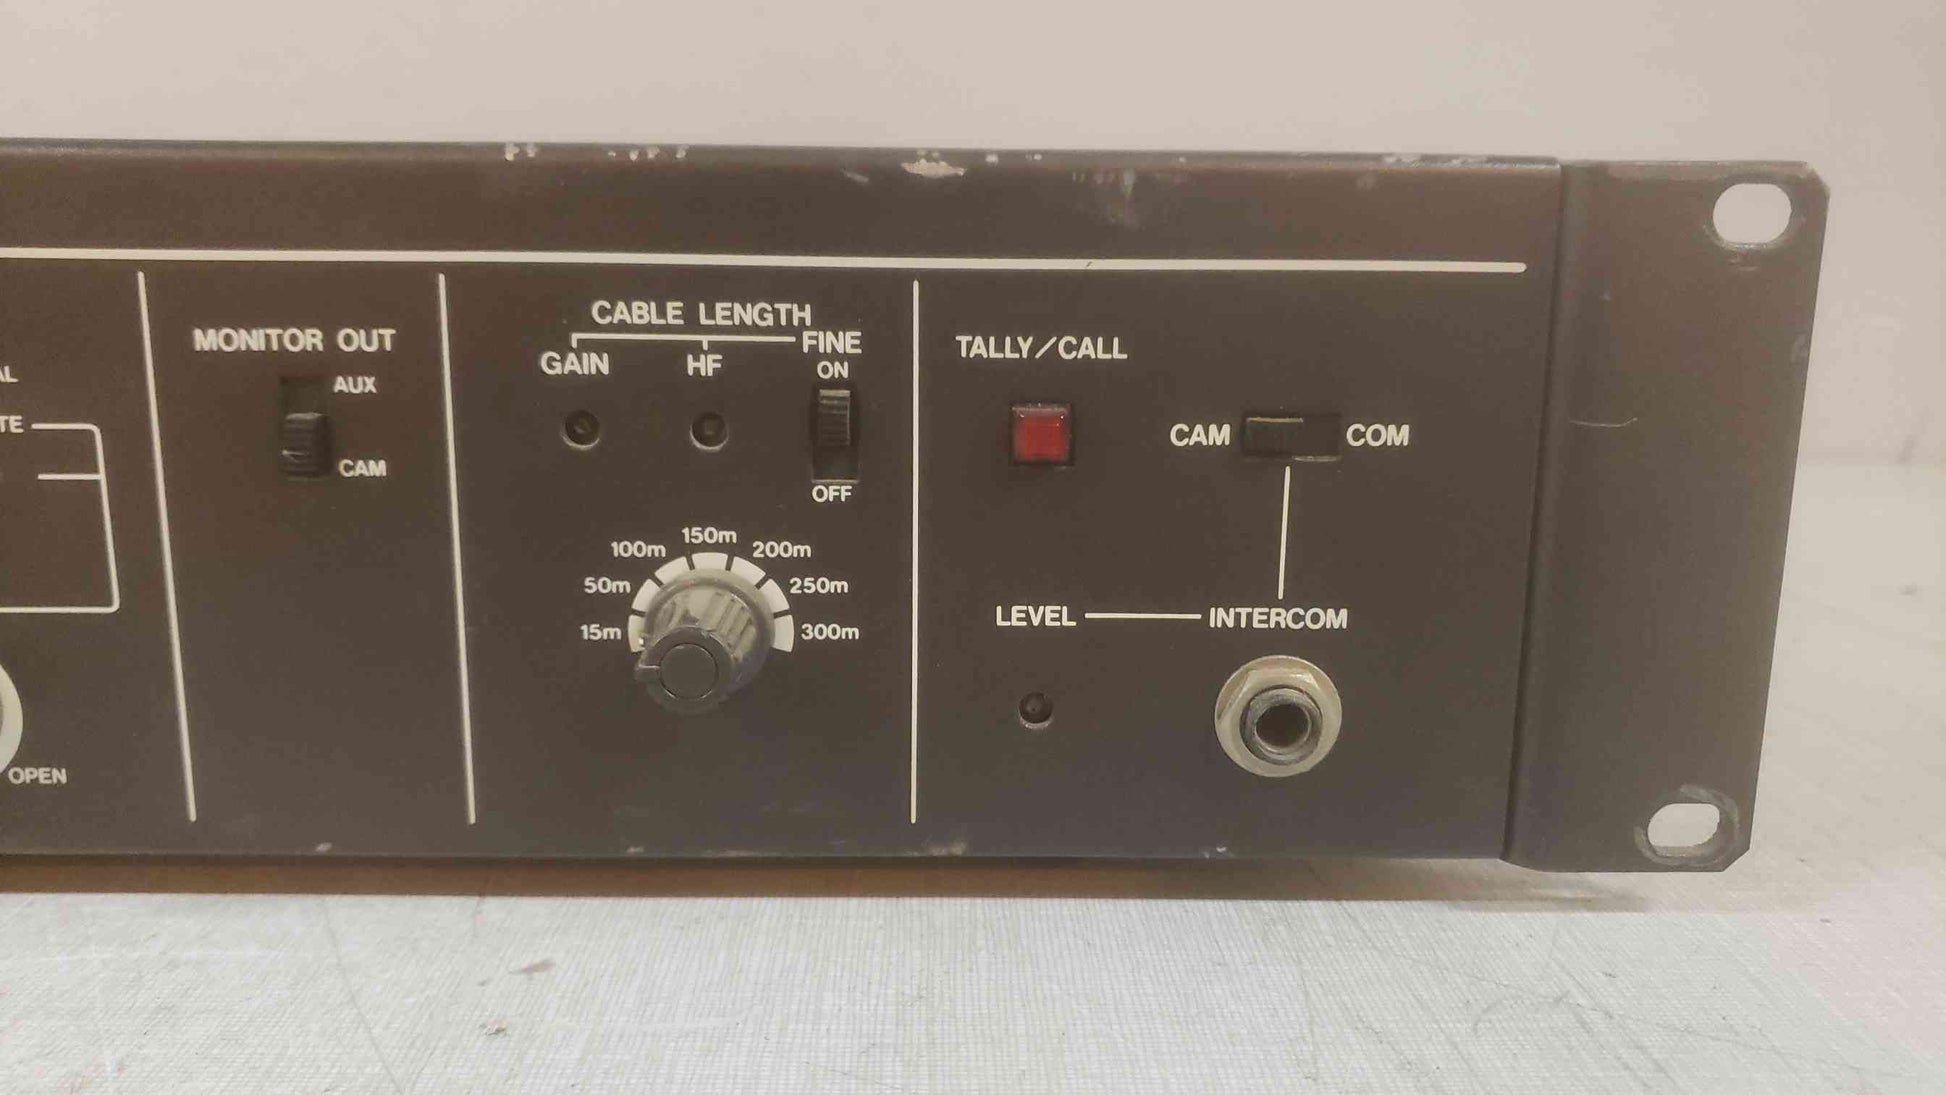 MONITOR OUT
AUX
CAM
OPEN
CABLE LENGTH
GAIN HF FINE
ON
OFF
15m 50m 100m 150m 200m 250m 300m
TALLY/CALL
CAM COM
LEVEL INTERCOM